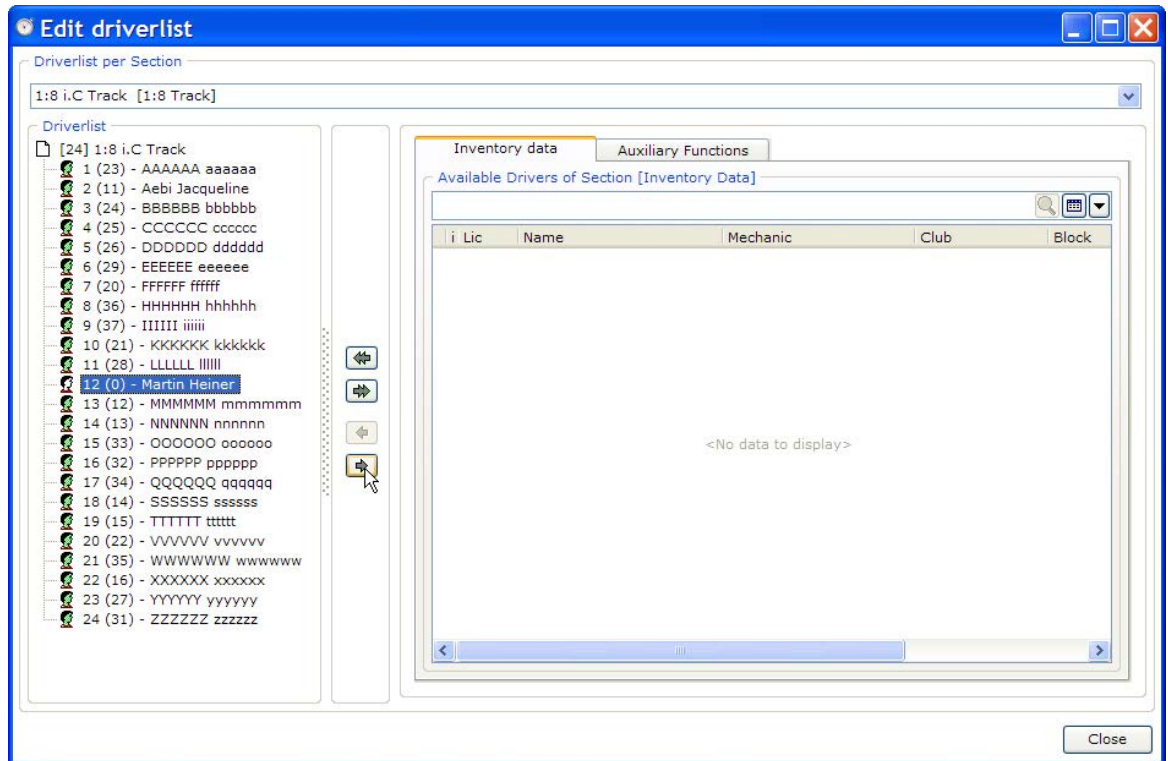 Edit driverlist
Driverlist per Section
1:8 i.C Track [1:8 Track]
Driverlist
[24] 1:8 i.C Track
1 (23) - AAAAAA aaaaaa
2 (11) - Aebi Jacqueline
3 (24) - BBBBBB bbbbbb
4 (25) - CCCCCC cccccc
5 (26) - DDDDDD dddddd
6 (29) - EEEEEE eeeeee
7 (20) - FFFFFF ffffff
8 (36) - HHHHHH hhhhhh
9 (37) - IIIIII iiiiii
10 (21) - KKKKKK kkkkkk
11 (28) - LLLLLL llllll
12 (0) - Martin Heiner
13 (12) - MMMMMM mmmmmm
14 (13) - NNNNNN nnnnnn
15 (33) - OOOOOO oooooo
16 (32) - PPPPPP pppppp
17 (34) - QQQQQQ qqqqqq
18 (14) - SSSSSS ssssss
19 (15) - TTTTTT tttttt
20 (22) - VVVVVV vvvvvv
21 (35) - WWWWWW wwwwww
22 (16) - XXXXXX xxxxxx
23 (27) - YYYYYY yyyyyy
24 (31) - ZZZZZZ zzzzzz
Inventory data Auxiliary Functions
Available Drivers of Section [Inventory Data]
i Lic Name Mechanic Club Block
<No data to display>
Close